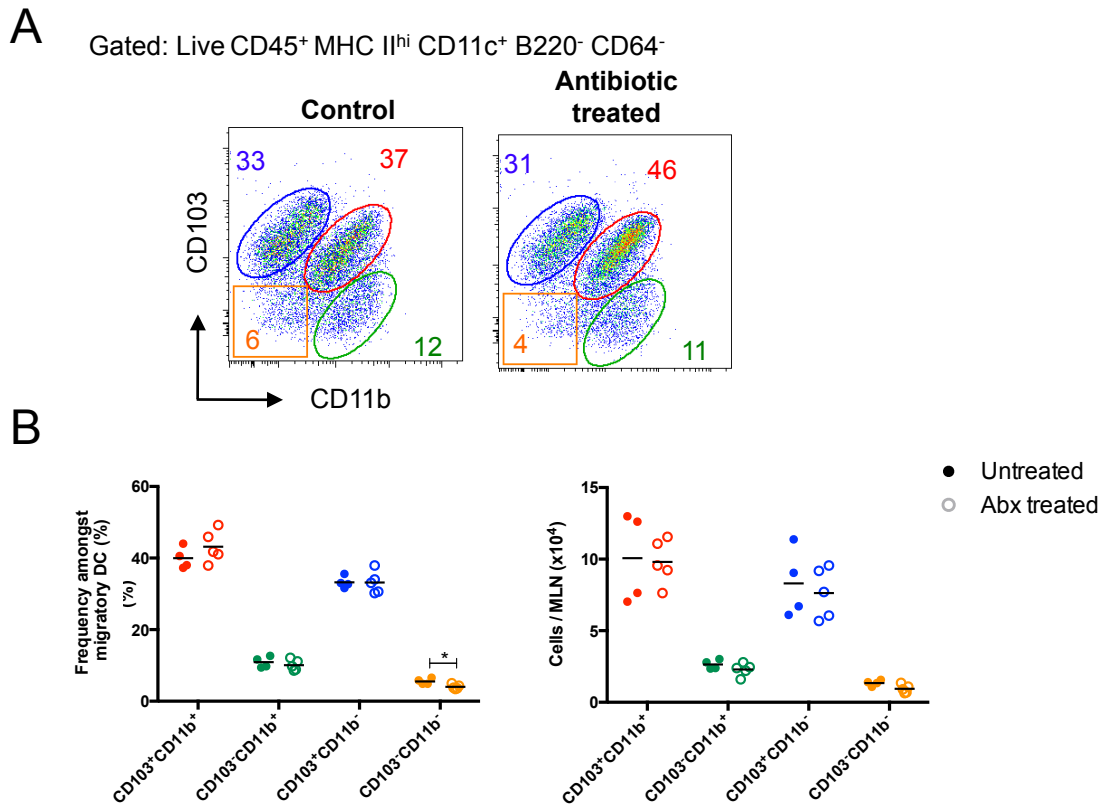 A
Gated: Live CD45⁺ MHC IIʰⁱ CD11c⁺ B220⁻ CD64⁻
Control
Antibiotic
treated
33
37
6
12
31
46
4
11
CD103
CD11b
B
Frequency amongst
migratory DC (%)
(%)
60
40
20
0
*
CD103⁺CD11b⁺
CD103⁻CD11b⁺
CD103⁺CD11b⁻
CD103⁻CD11b⁻
Cells / MLN (x10⁴)
15
10
5
0
CD103⁺CD11b⁺
CD103⁻CD11b⁺
CD103⁺CD11b⁻
CD103⁻CD11b⁻
Untreated
Abx treated